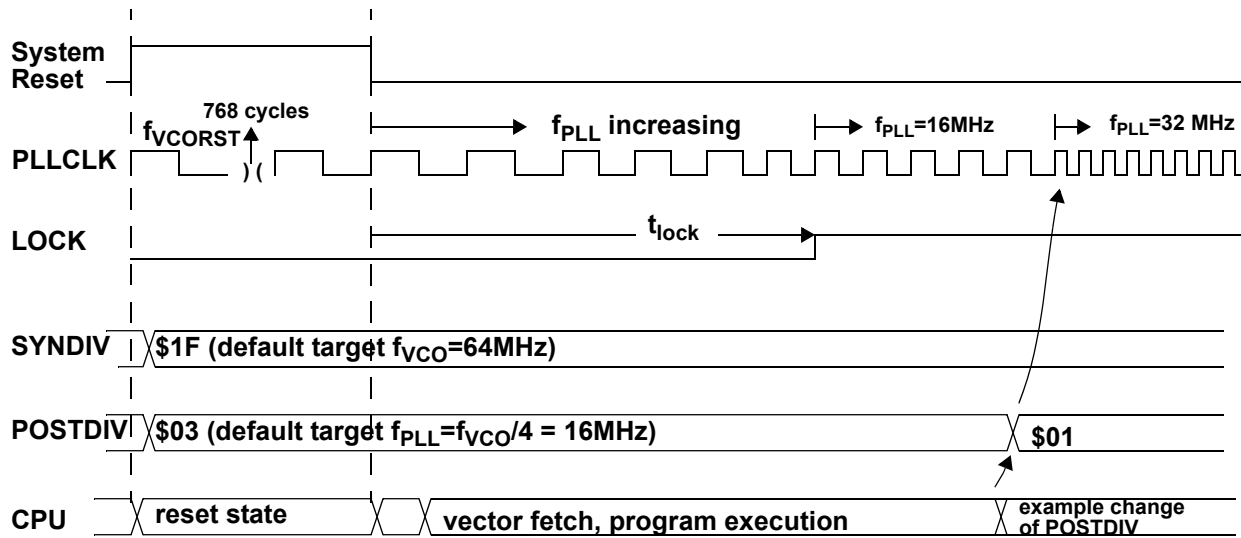 System
Reset
768 cycles
fVCORST
fPLL increasing
fPLL=16MHz
fPLL=32 MHz
PLLCLK
) (
LOCK
tlock
SYNDIV
$1F (default target fVCO=64MHz)
POSTDIV
$03 (default target fPLL=fVCO/4 = 16MHz)
$01
CPU
reset state
vector fetch, program execution
example change
of POSTDIV